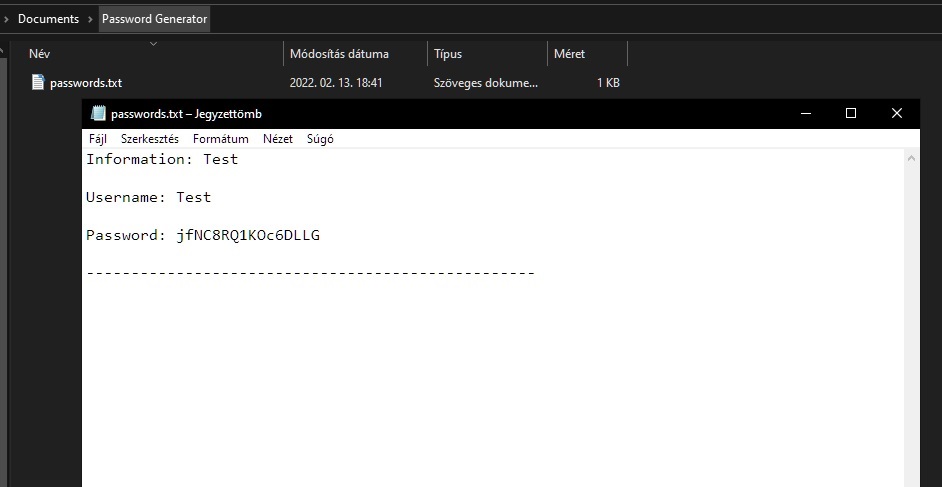 Documents > Password Generator
Név Módosítás dátuma Típus Méret
passwords.txt 2022. 02. 13. 18:41 Szöveges dokume... 1 KB
passwords.txt – Jegyzettömb
Fájl Szerkesztés Formátum Nézet Súgó
Information: Test
Username: Test
Password: jfNC8RQ1KOc6DLLG
--------------------------------------------------